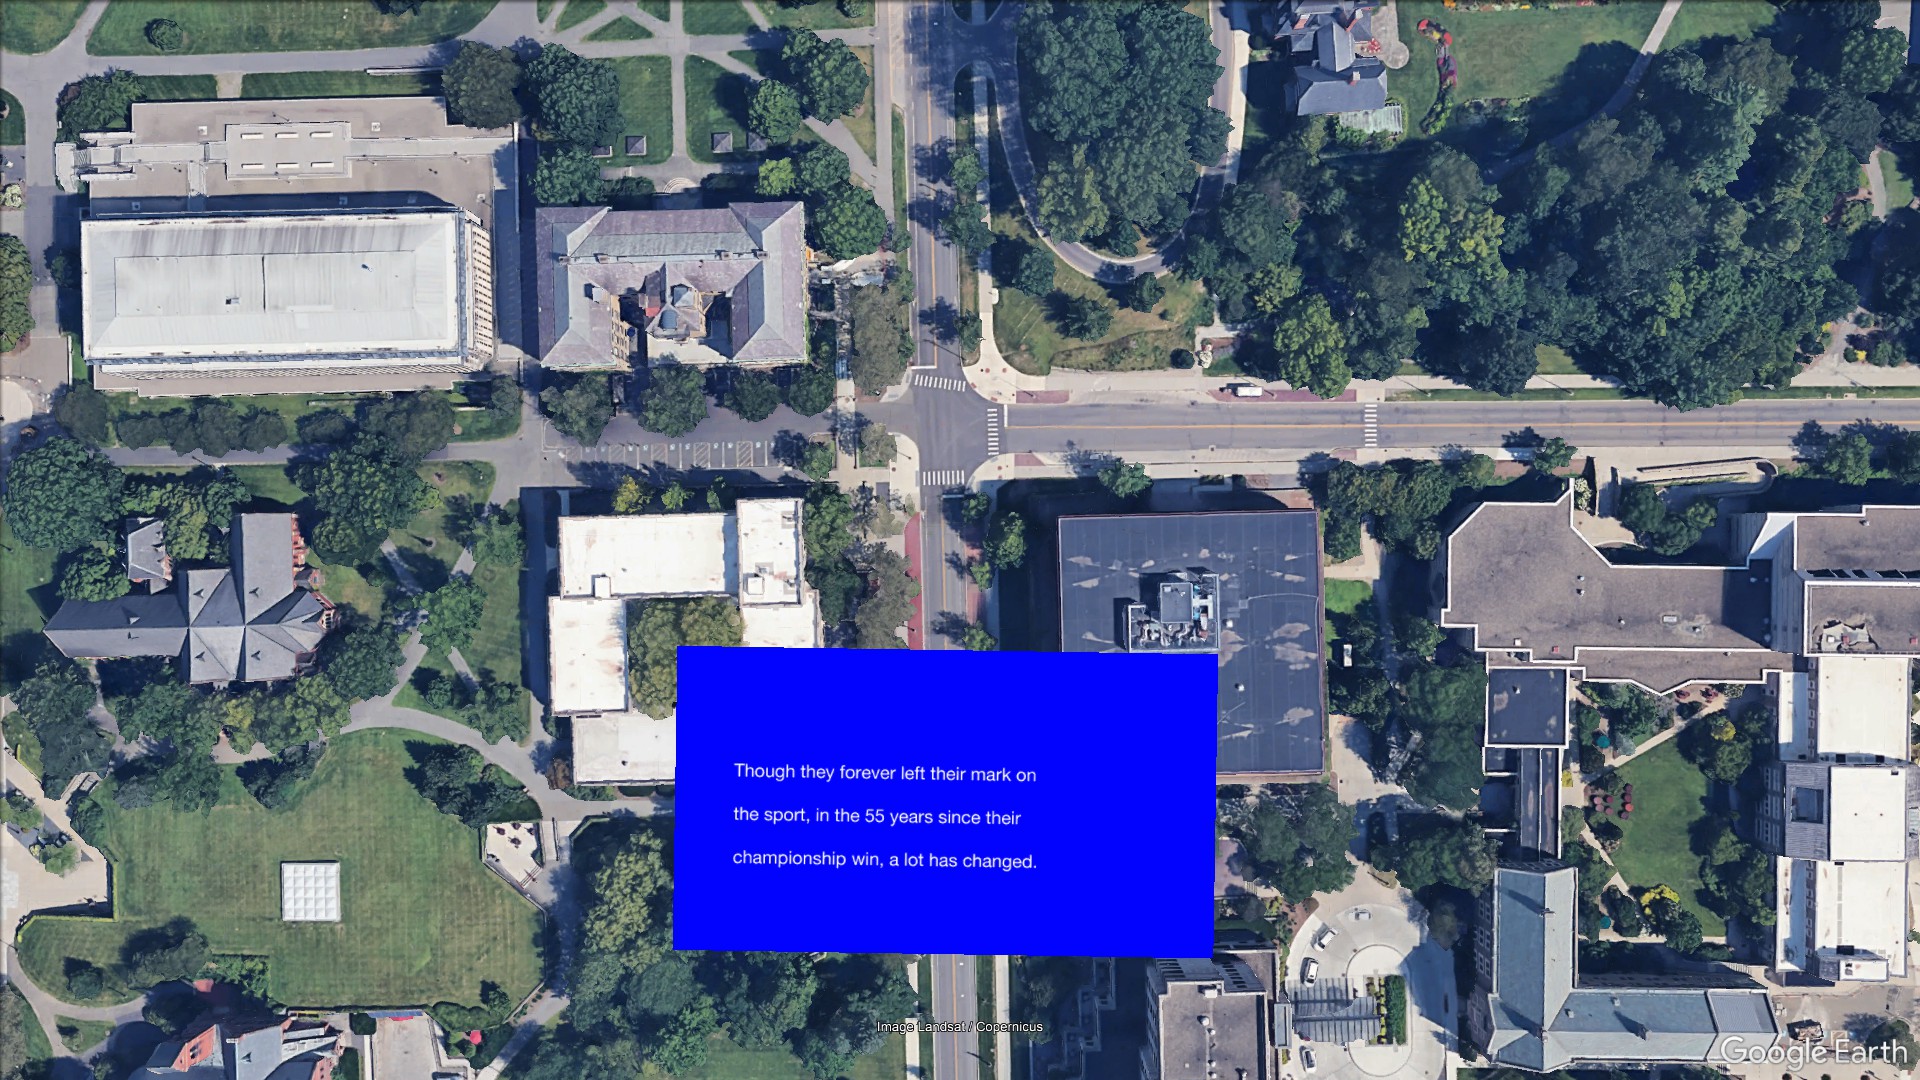 Though they forever left their mark on
the sport, in the 55 years since their
championship win, a lot has changed.
Image Landsat / Copernicus
Google Earth